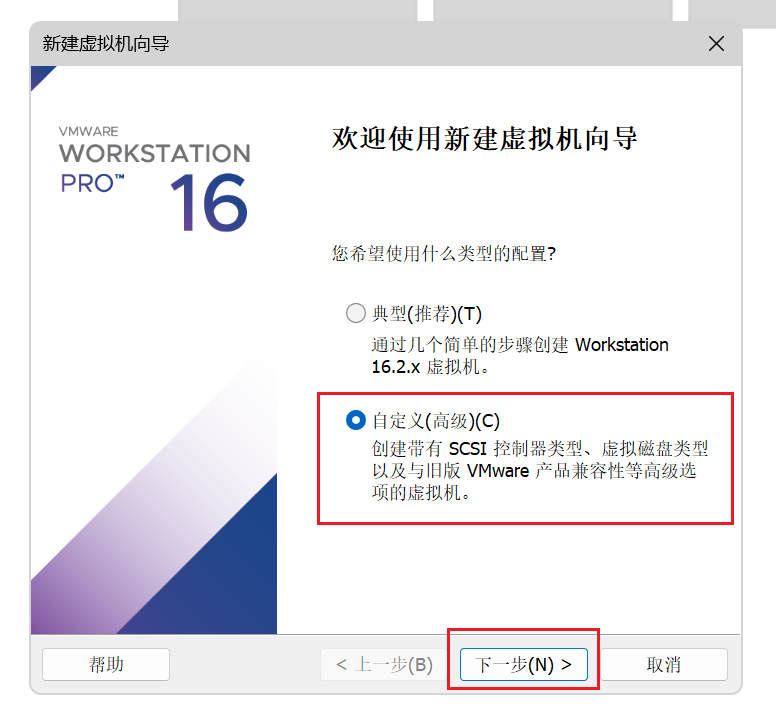 新建虚拟机向导
VMWARE
WORKSTATION
PRO™ 16
欢迎使用新建虚拟机向导
您希望使用什么类型的配置?
典型(推荐)(T)
通过几个简单的步骤创建 Workstation
16.2.x 虚拟机。
自定义(高级)(C)
创建带有 SCSI 控制器类型、虚拟磁盘类型
以及与旧版 VMware 产品兼容性等高级选
项的虚拟机。
帮助
< 上一步(B)
下一步(N) >
取消